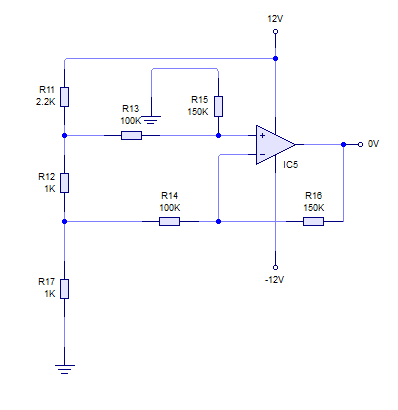 12V
R11
2.2K
R13
100K
R15
150K
+
−
IC5
0V
R12
1K
R14
100K
R16
150K
-12V
R17
1K